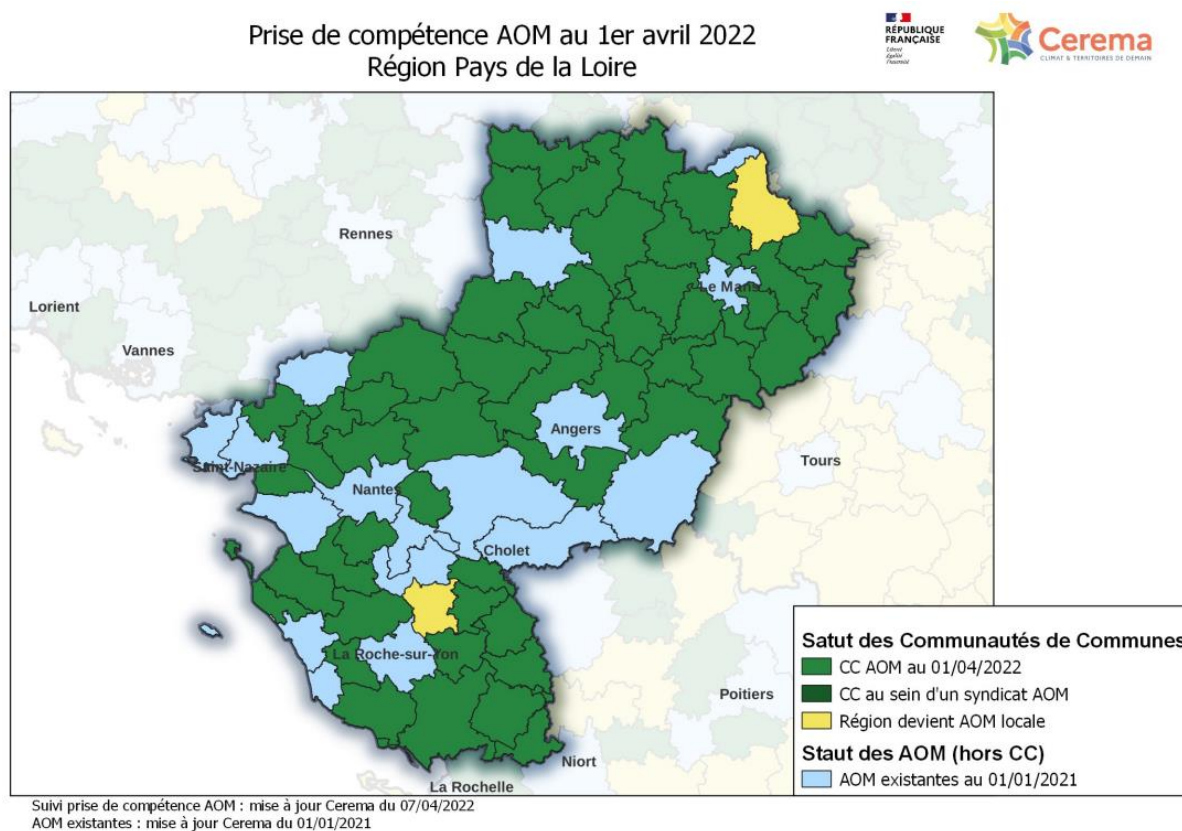 Prise de compétence AOM au 1er avril 2022
Région Pays de la Loire
RÉPUBLIQUE
FRANÇAISE
Liberté
Égalité
Fraternité
Cerema
CLIMAT & TERRITOIRES DE DEMAIN
Rennes
Le Mans
Lorient
Vannes
Angers
Saint-Nazaire
Tours
Nantes
Cholet
La Roche-sur-Yon
Poitiers
Niort
La Rochelle
Satut des Communautés de Communes
CC AOM au 01/04/2022
CC au sein d'un syndicat AOM
Région devient AOM locale
Staut des AOM (hors CC)
AOM existantes au 01/01/2021
Suivi prise de compétence AOM : mise à jour Cerema du 07/04/2022
AOM existantes : mise à jour Cerema du 01/01/2021